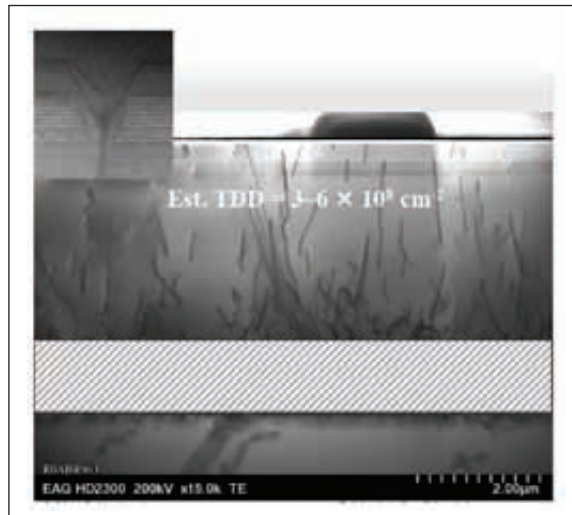 Est. TDD = 3–6 × 10⁸ cm⁻²
EAG HD2300 200kV x15.0k TE
2.00μm